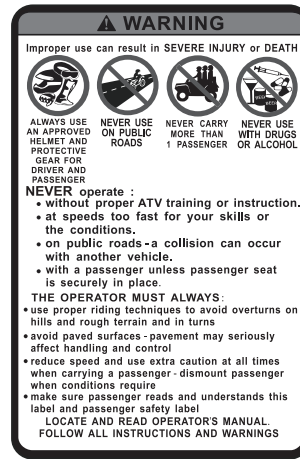 ⚠ WARNING
Improper use can result in SEVERE INJURY or DEATH
ALWAYS USE
AN APPROVED
HELMET AND
PROTECTIVE
GEAR FOR
DRIVER AND
PASSENGER
NEVER USE
ON PUBLIC
ROADS
NEVER CARRY
MORE THAN
1 PASSENGER
NEVER USE
WITH DRUGS
OR ALCOHOL
NEVER operate :
• without proper ATV training or instruction.
• at speeds too fast for your skills or
the conditions.
• on public roads - a collision can occur
with another vehicle.
• with a passenger unless passenger seat
is securely in place.
THE OPERATOR MUST ALWAYS:
• use proper riding techniques to avoid overturns on
hills and rough terrain and in turns
• avoid paved surfaces - pavement may seriously
affect handling and control
• reduce speed and use extra caution at all times
when carrying a passenger - dismount passenger
when conditions require
• make sure passenger reads and understands this
label and passenger safety label
LOCATE AND READ OPERATOR'S MANUAL.
FOLLOW ALL INSTRUCTIONS AND WARNINGS